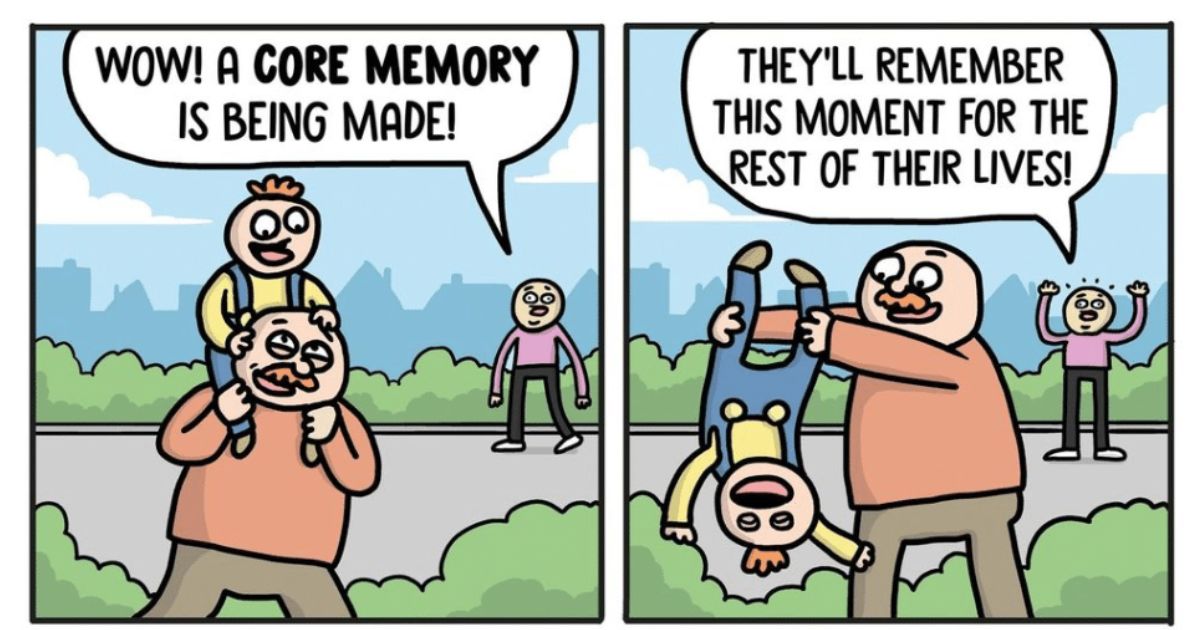 WOW! A CORE MEMORY
IS BEING MADE!
THEY'LL REMEMBER
THIS MOMENT FOR THE
REST OF THEIR LIVES!